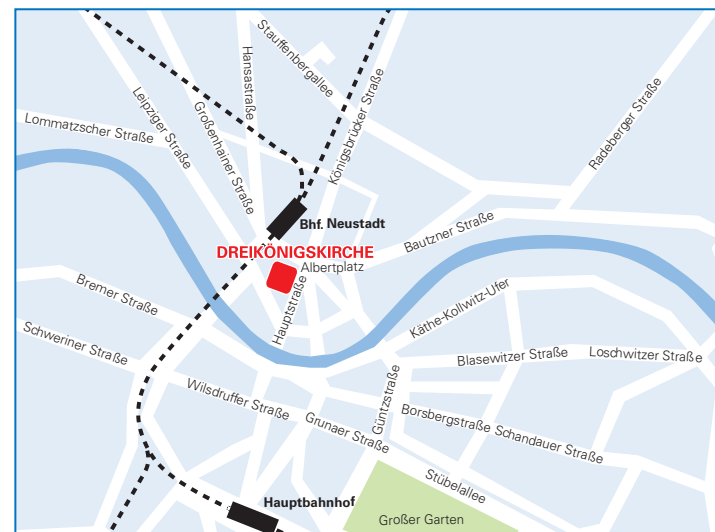 Stauffenbergallee
Hansastraße
Königsbrücker Straße
Radeberger Straße
Leipziger Straße
Großenhainer Straße
Lommatzscher Straße
Bhf. Neustadt
Bautzner Straße
DREIKÖNIGSKIRCHE
Albertplatz
Hauptstraße
Bremer Straße
Käthe-Kollwitz-Ufer
Schweriner Straße
Blasewitzer Straße
Loschwitzer Straße
Wilsdruffer Straße
Güntzstraße
Grunaer Straße
Borsbergstraße
Schandauer Straße
Stübelallee
Hauptbahnhof
Großer Garten